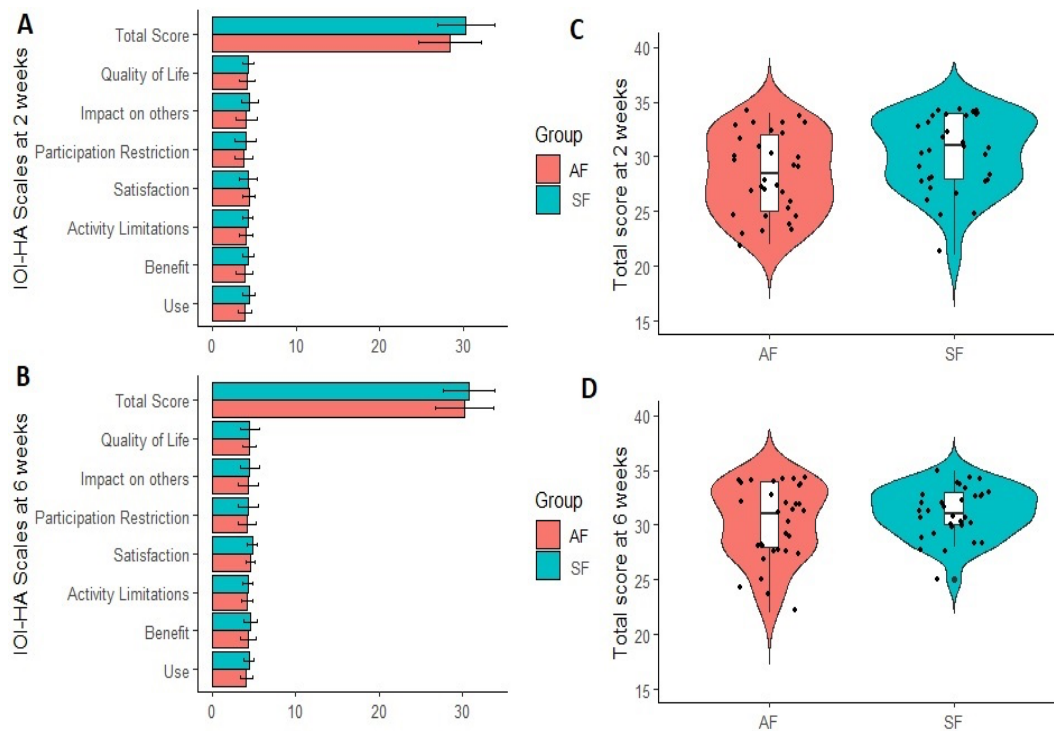 A
IOI-HA Scales at 2 weeks
Total Score
Quality of Life
Impact on others
Participation Restriction
Satisfaction
Activity Limitations
Benefit
Use
0 10 20 30
Group
AF
SF
C
Total score at 2 weeks
40
35
30
25
20
15
AF SF
B
IOI-HA Scales at 6 weeks
Total Score
Quality of Life
Impact on others
Participation Restriction
Satisfaction
Activity Limitations
Benefit
Use
0 10 20 30
Group
AF
SF
D
Total score at 6 weeks
40
35
30
25
20
15
AF SF